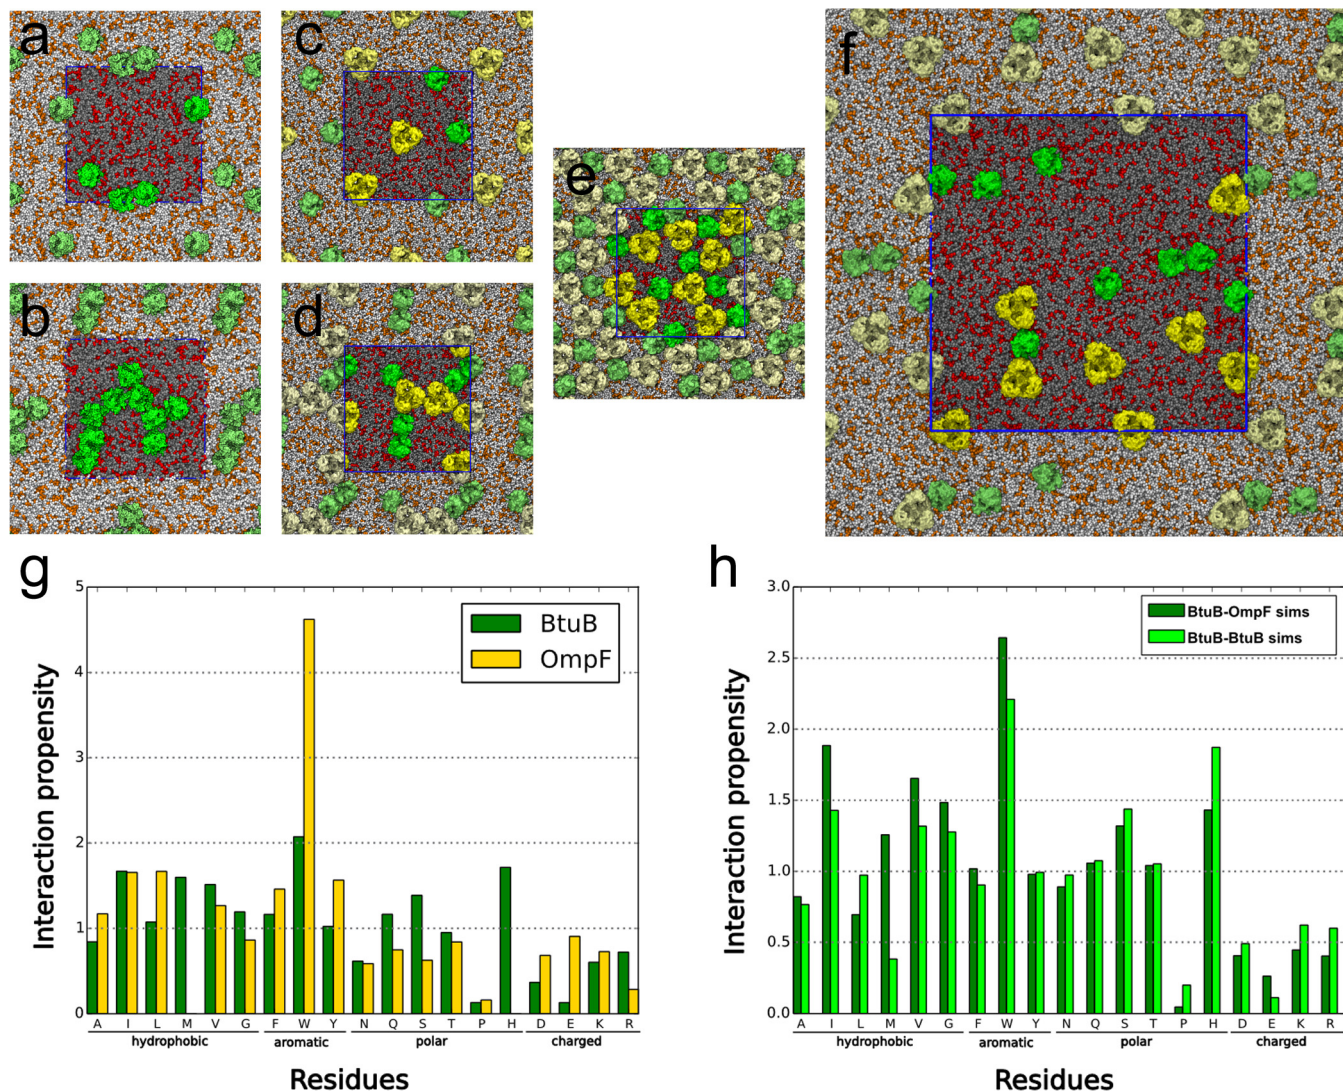 a
c
f
e
b
d
g
h
5
4
3
2
1
0
Interaction propensity
BtuB
OmpF
A I L M V G F W Y N Q S T P H D E K R
hydrophobic aromatic polar charged
Residues
3.0
2.5
2.0
1.5
1.0
0.5
0.0
Interaction propensity
BtuB-OmpF sims
BtuB-BtuB sims
A I L M V G F W Y N Q S T P H D E K R
hydrophobic aromatic polar charged
Residues